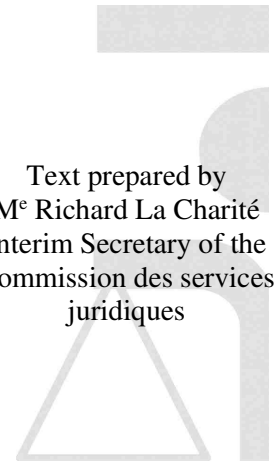 Text prepared by
Mᵉ Richard La Charité
nterim Secretary of the
ommission des services
juridiques